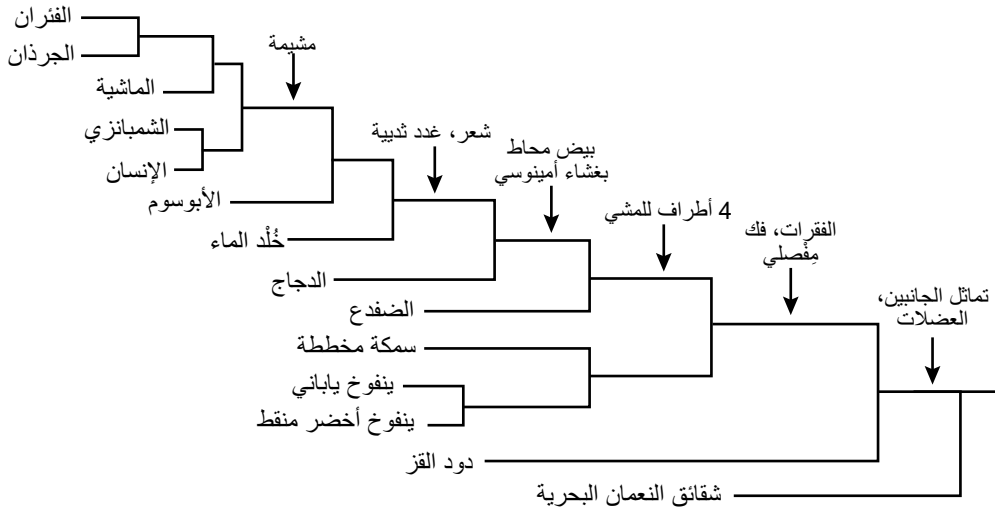 الفئران
الجرذان
مشيمة
الماشية
الشمبانزي
شعر، غدد ثديية
بيض محاط
بغشاء أمينوسي
الإنسان
الأبوسوم
4 أطراف للمشي
الفقرات، فك
مِفْصلي
خُلْد الماء
الدجاج
تماثل الجانبين،
العضلات
الضفدع
سمكة مخططة
ينفوخ ياباني
ينفوخ أخضر منقط
دود القز
شقائق النعمان البحرية